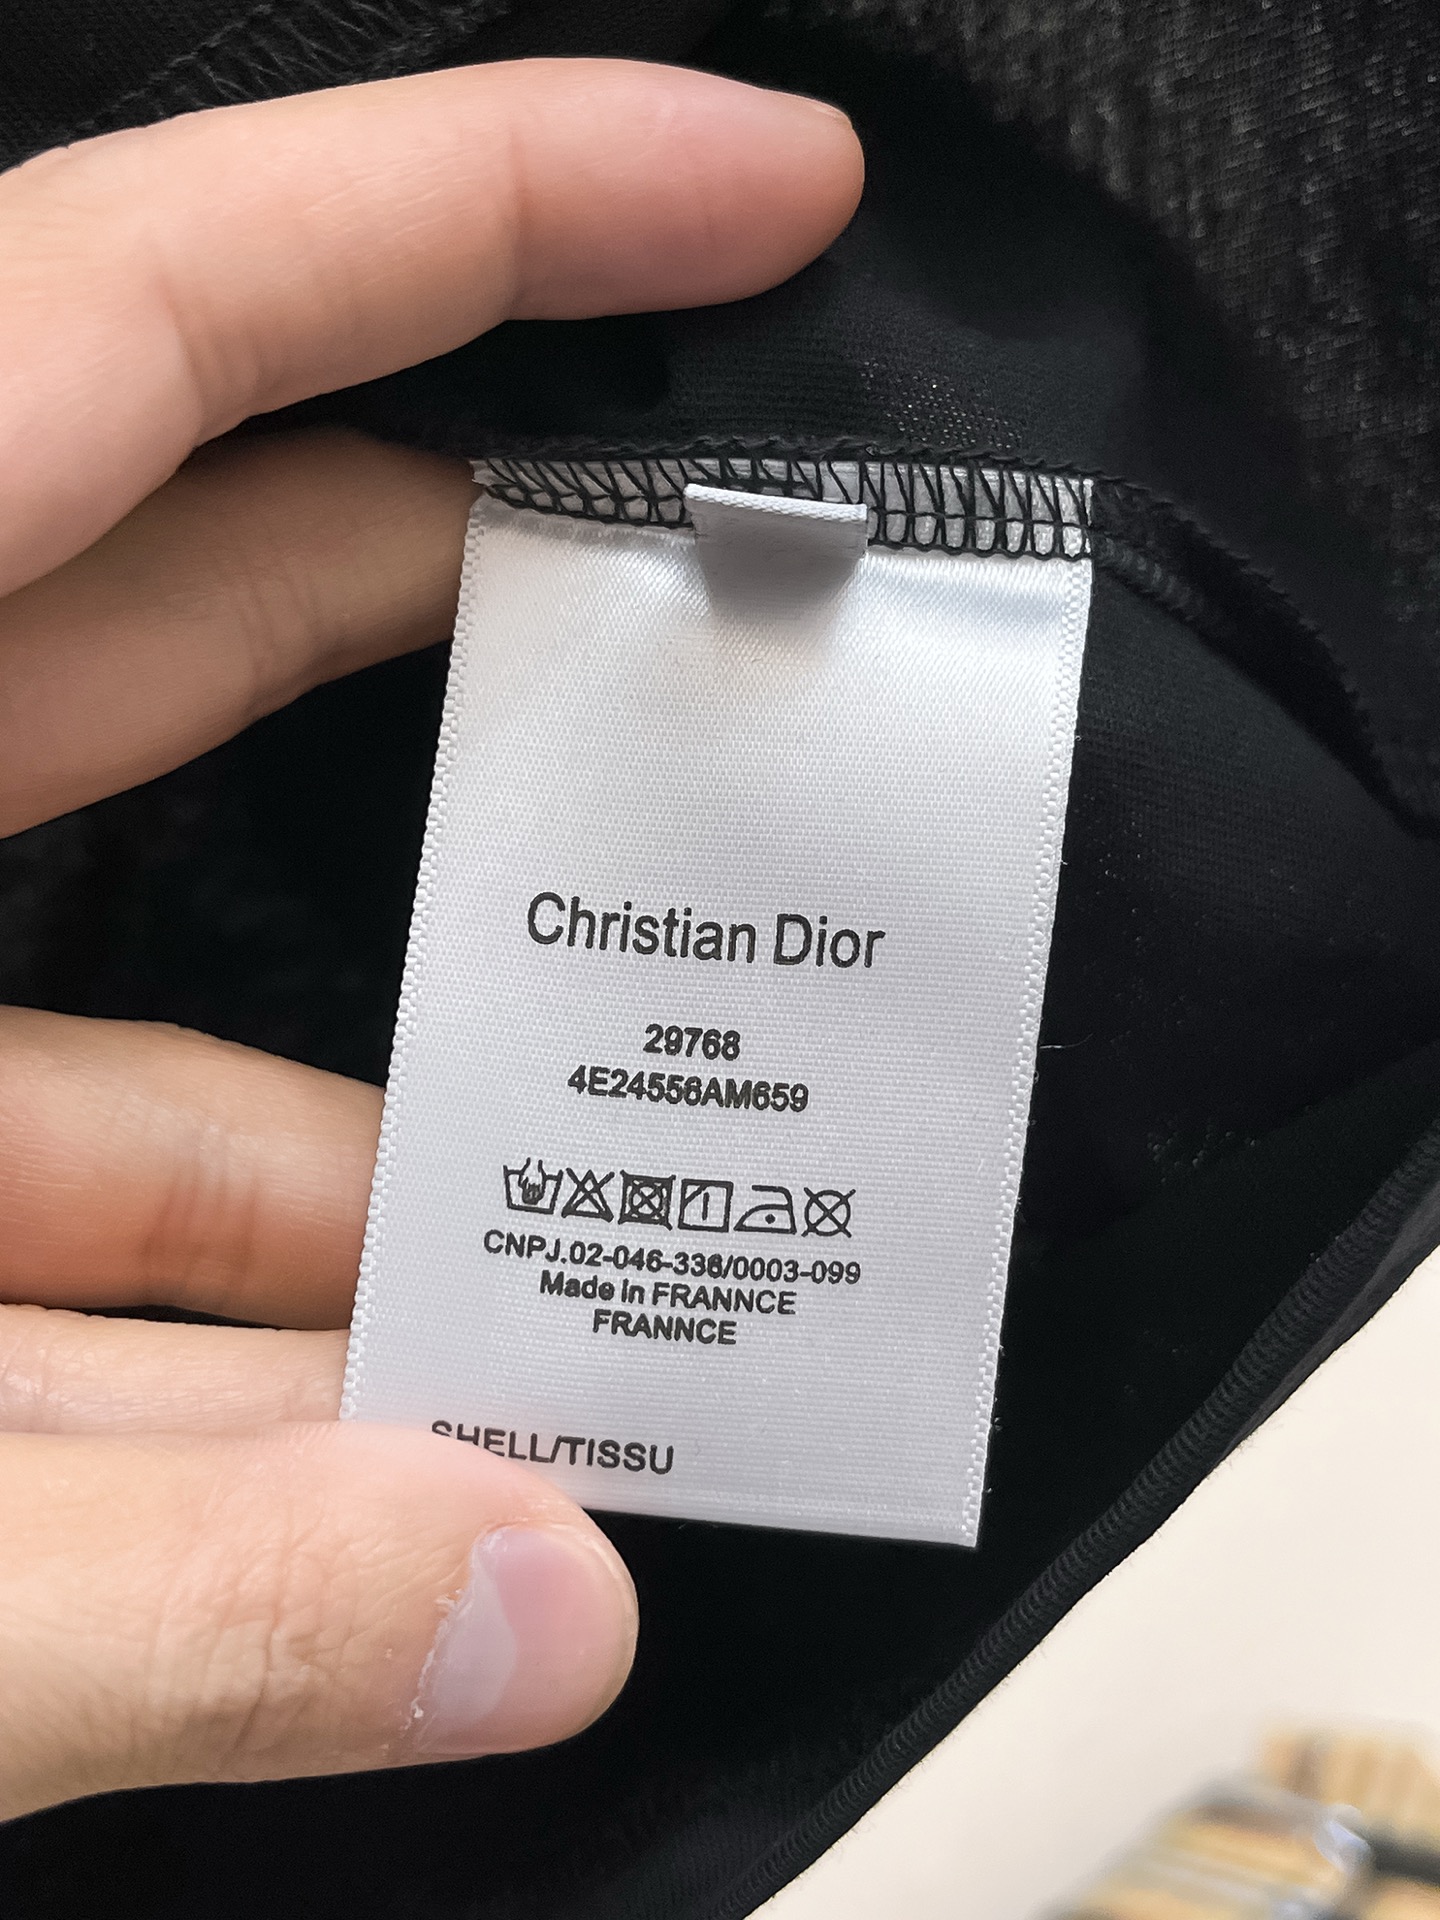 Christian Dior
29768
4E24556AM659
CNPJ.02-046-336/0003-099
Made in FRANNCE
FRANNCE
SHELL/TISSU